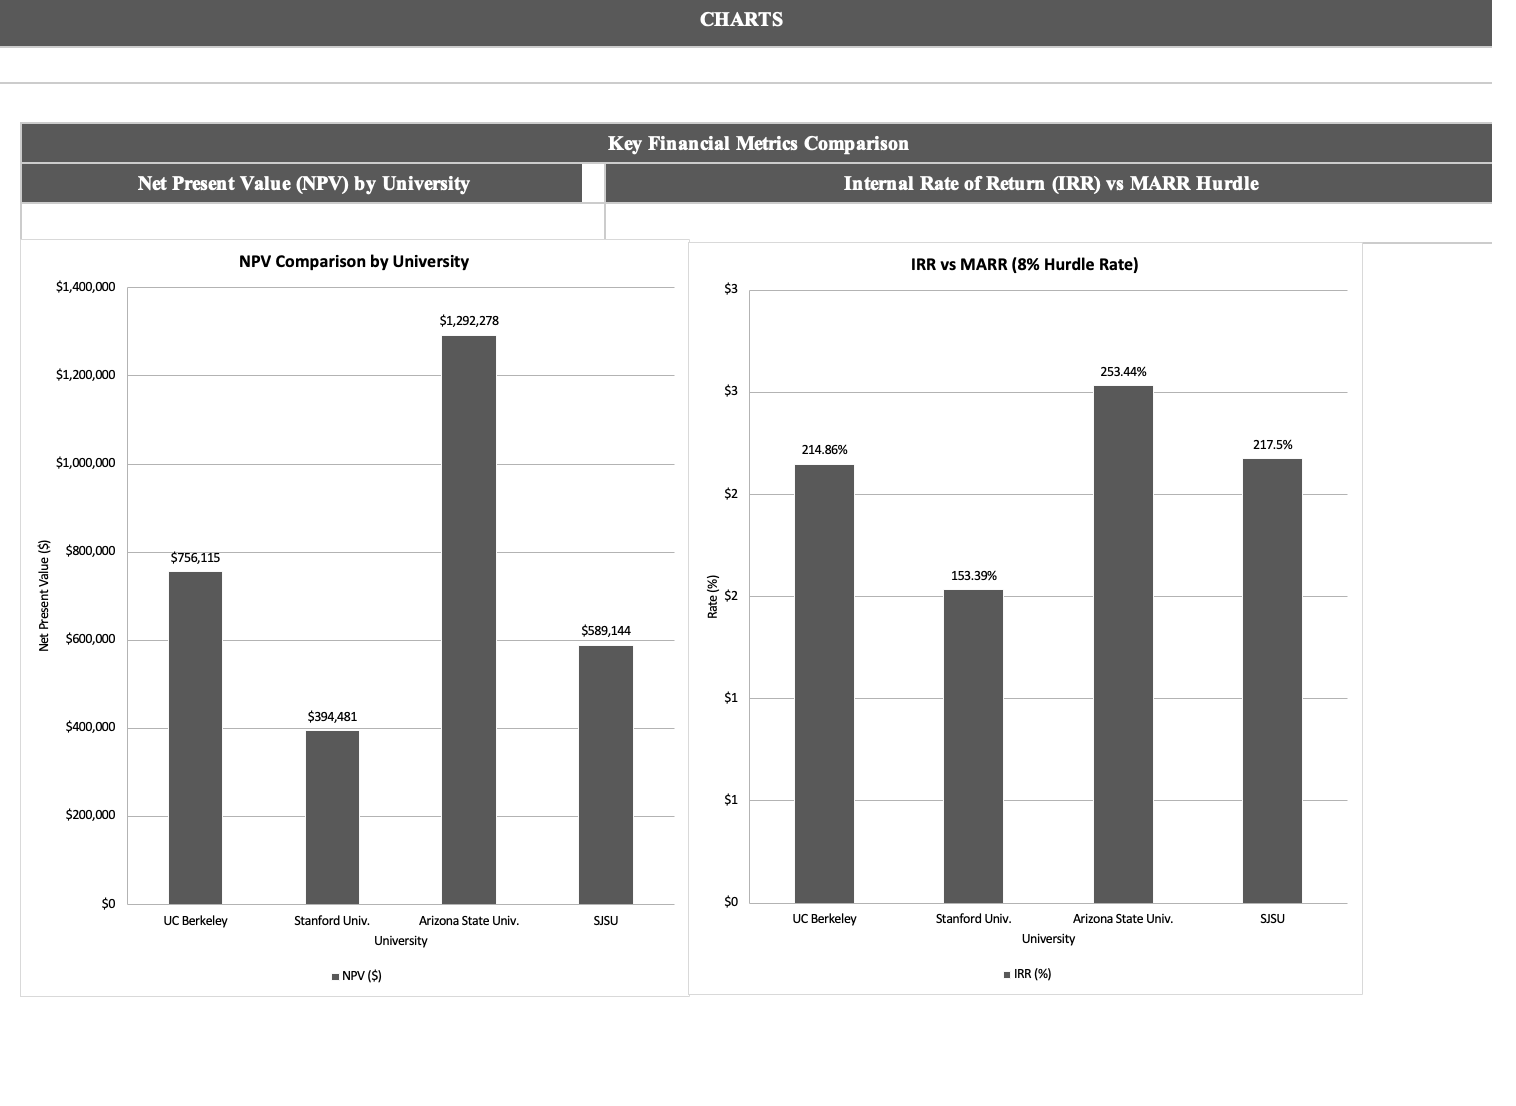 CHARTS
Key Financial Metrics Comparison
Net Present Value (NPV) by University
Internal Rate of Return (IRR) vs MARR Hurdle
NPV Comparison by University
$1,400,000
$1,200,000
$1,000,000
$800,000
$600,000
$400,000
$200,000
$0
Net Present Value ($)
$756,115
$394,481
$1,292,278
$589,144
UC Berkeley
Stanford Univ.
Arizona State Univ.
SJSU
University
NPV ($)
IRR vs MARR (8% Hurdle Rate)
$3
$3
$2
$2
$1
$1
$0
Rate (%)
214.86%
153.39%
253.44%
217.5%
UC Berkeley
Stanford Univ.
Arizona State Univ.
SJSU
University
IRR (%)